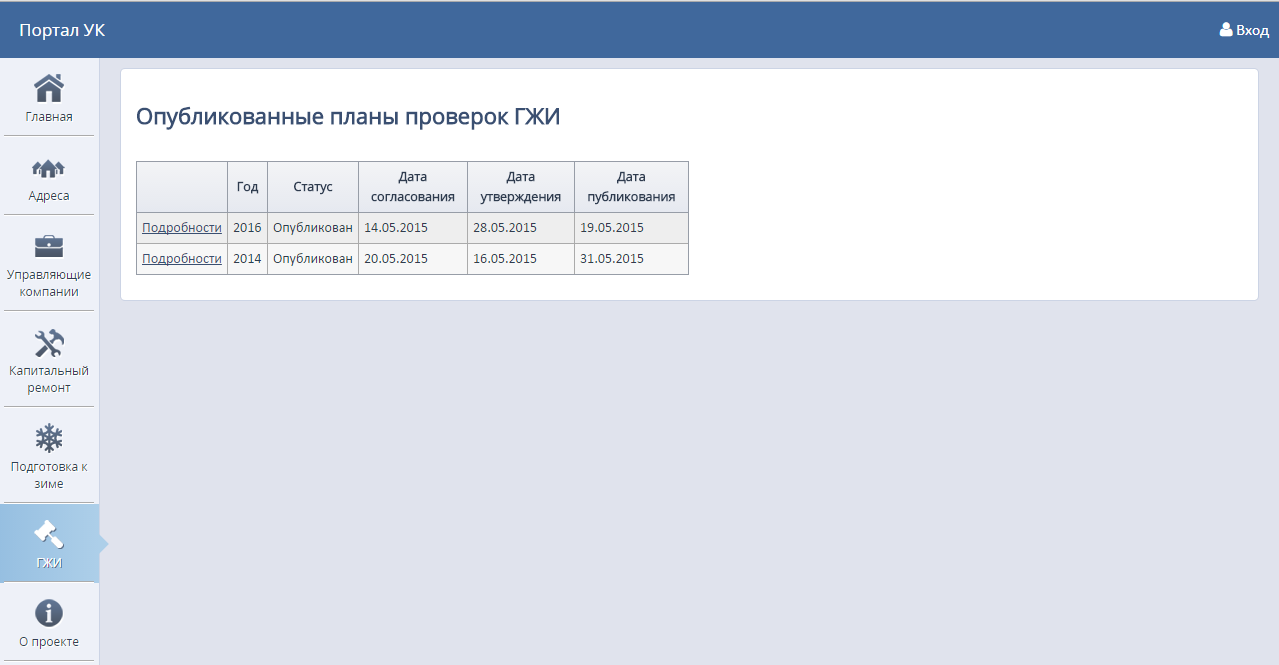 Портал УК
Вход
Главная
Адреса
Управляющие
компании
Капитальный
ремонт
Подготовка к
зиме
ГЖИ
О проекте
Опубликованные планы проверок ГЖИ
Год Статус Дата согласования Дата утверждения Дата публикования
Подробности 2016 Опубликован 14.05.2015 28.05.2015 19.05.2015
Подробности 2014 Опубликован 20.05.2015 16.05.2015 31.05.2015